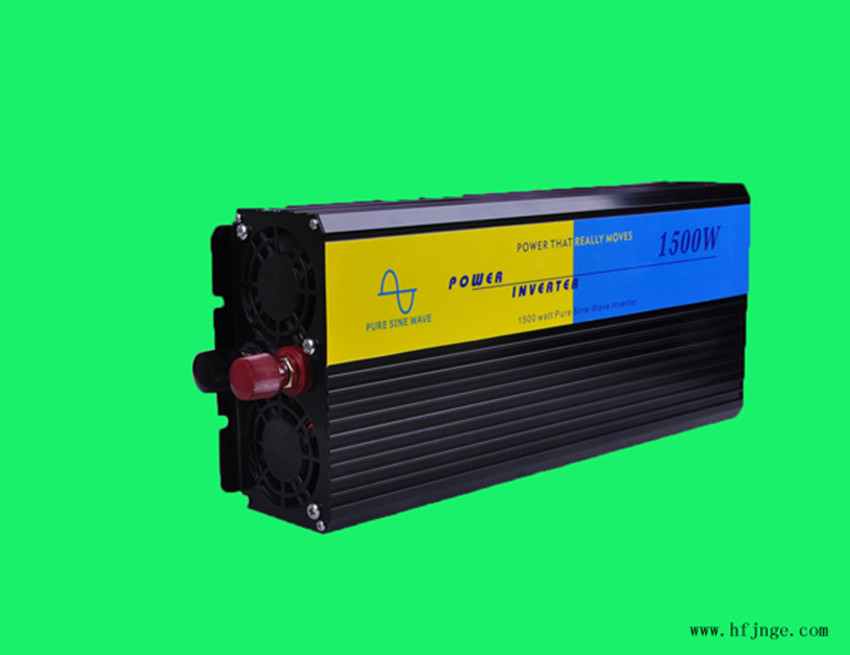 POWER THAT REALLY MOVES
1500W
POWER
INVERTER
PURE SINE WAVE
1500 watt Pure Sine-Wave Inverter
www.hfjnge.com